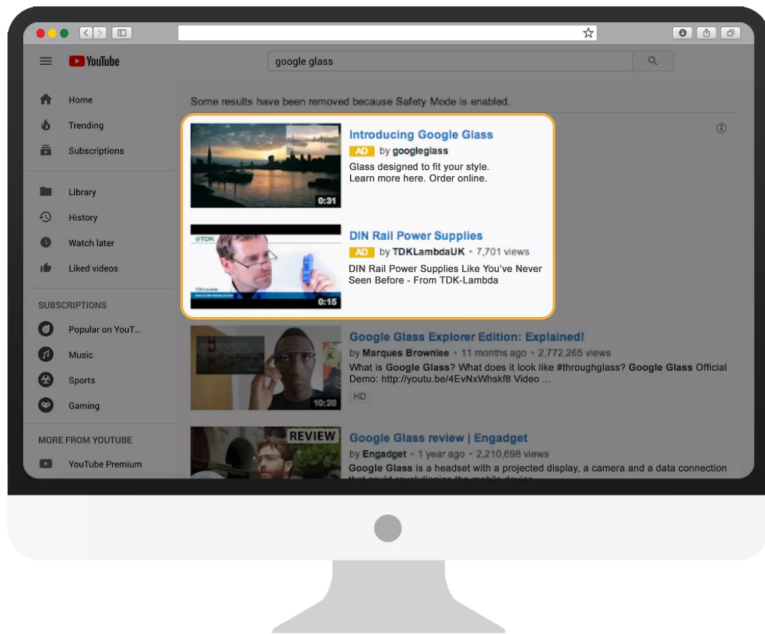 YouTube
google glass
Home
Trending
Subscriptions
Library
History
Watch later
Liked videos
SUBSCRIPTIONS
Popular on YouT...
Music
Sports
Gaming
MORE FROM YOUTUBE
YouTube Premium
Some results have been removed because Safety Mode is enabled.
0:31
Introducing Google Glass
AD by googleglass
Glass designed to fit your style.
Learn more here. Order online.
TDK
0:15
DIN Rail Power Supplies
AD by TDKLambdaUK • 7,701 views
DIN Rail Power Supplies Like You've Never
Seen Before - From TDK-Lambda
10:20
Google Glass Explorer Edition: Explained!
by Marques Brownlee • 11 months ago • 2,772,265 views
What is Google Glass? What does it look like #throughglass? Google Glass Official
Demo: http://youtu.be/4EvNxWhskf8 Video ...
HD
REVIEW
Google Glass review | Engadget
by Engadget • 1 year ago • 2,210,698 views
Google Glass is a headset with a projected display, a camera and a data connection